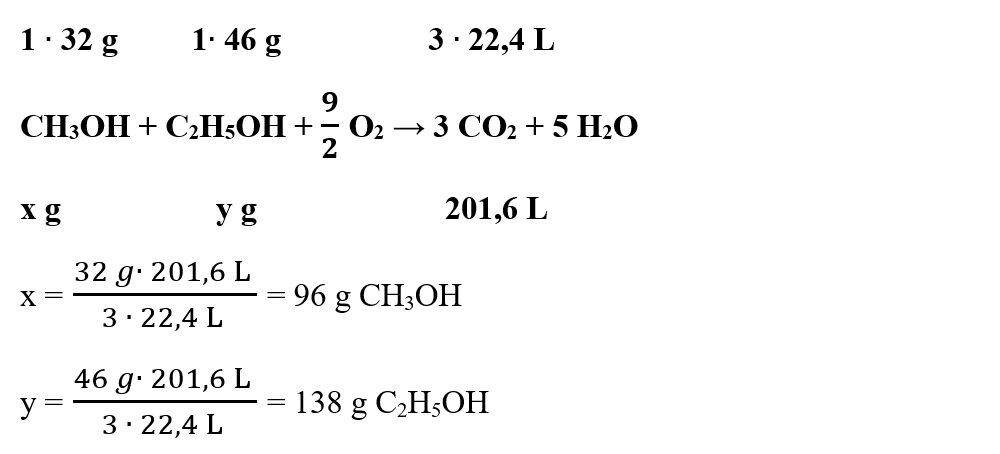 1 · 32 g 1· 46 g 3 · 22,4 L
CH₃OH + C₂H₅OH + 9/2 O₂ → 3 CO₂ + 5 H₂O
x g y g 201,6 L
x = 32 g· 201,6 L / 3 · 22,4 L = 96 g CH₃OH
y = 46 g· 201,6 L / 3 · 22,4 L = 138 g C₂H₅OH